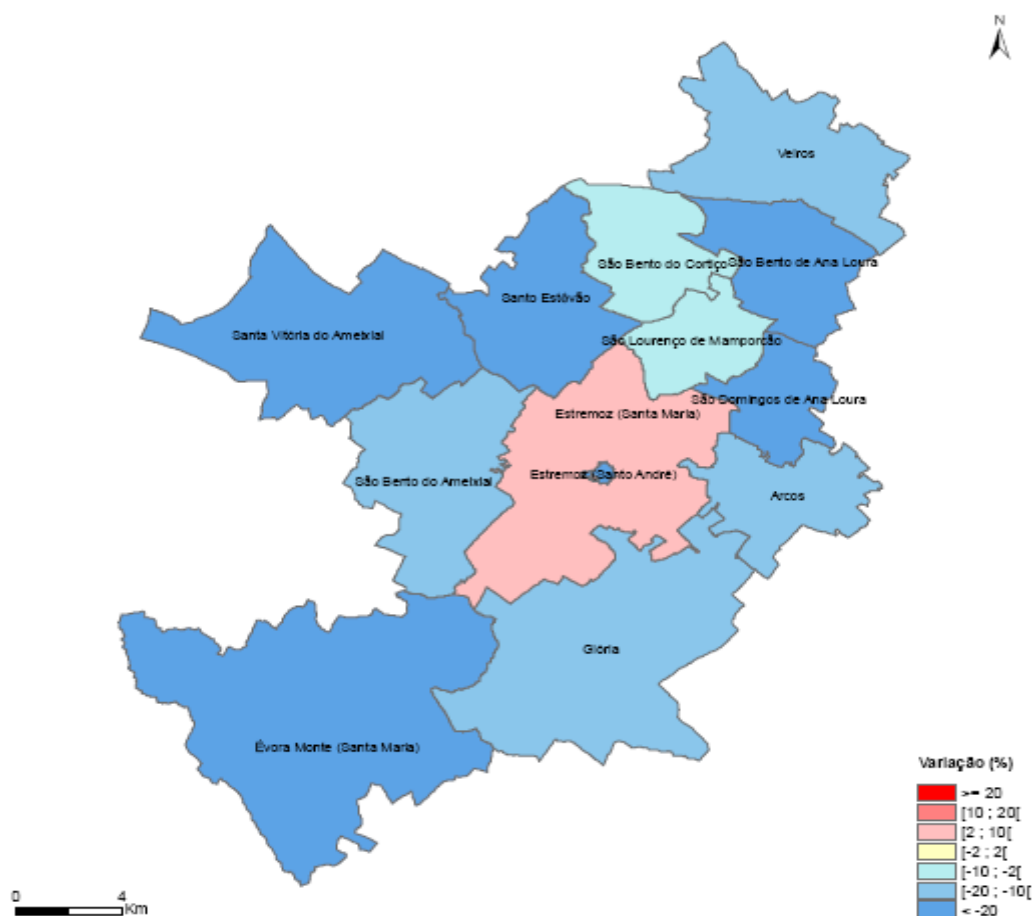 N
Veiros
São Bento do Cortiço
São Bento de Ana Loura
Santo Estêvão
Santa Vitória do Ameixial
São Lourenço de Mamporcão
São Domingos de Ana Loura
Estremoz (Santa Maria)
Estremoz (Santo André)
São Bento do Ameixial
Arcos
Glória
Évora Monte (Santa Maria)
Variação (%)
>= 20
[10 ; 20[
[2 ; 10[
[-2 ; 2[
[-10 ; -2[
[-20 ; -10[
< -20
0 4
Km